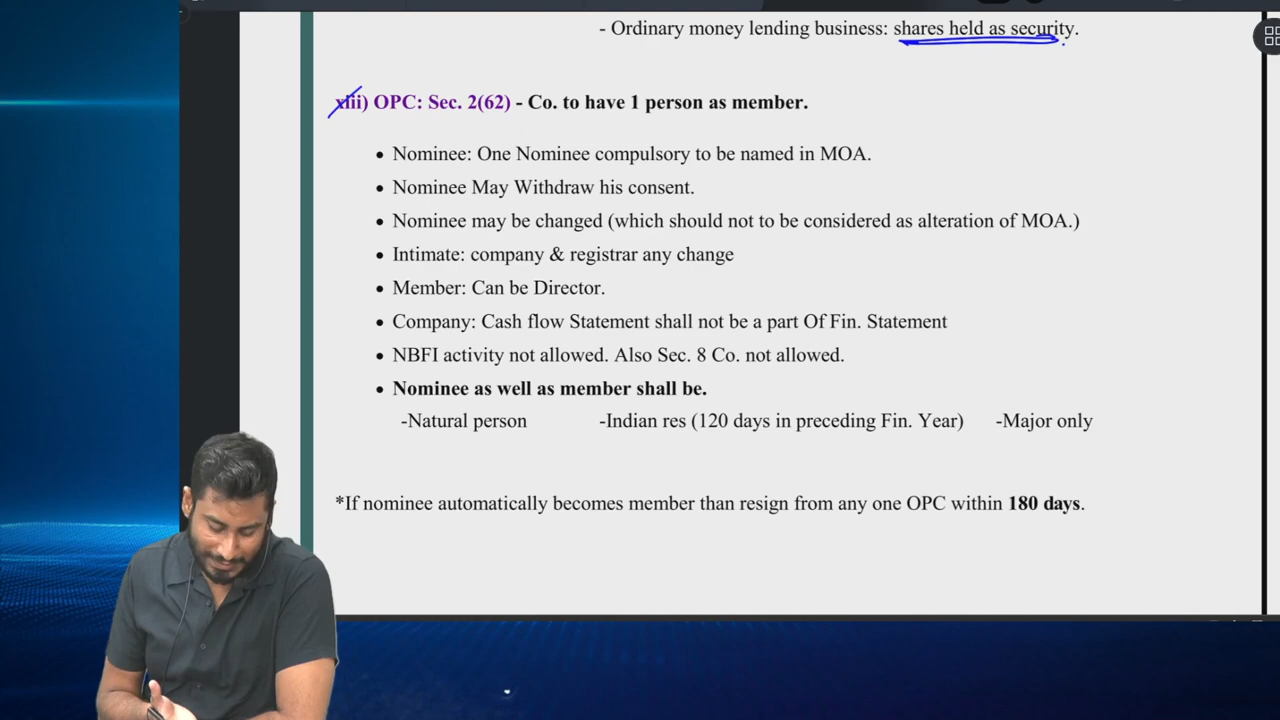 - Ordinary money lending business: shares held as security.
xiii) OPC: Sec. 2(62) - Co. to have 1 person as member.
• Nominee: One Nominee compulsory to be named in MOA.
• Nominee May Withdraw his consent.
• Nominee may be changed (which should not to be considered as alteration of MOA.)
• Intimate: company & registrar any change
• Member: Can be Director.
• Company: Cash flow Statement shall not be a part Of Fin. Statement
• NBFI activity not allowed. Also Sec. 8 Co. not allowed.
• Nominee as well as member shall be.
-Natural person -Indian res (120 days in preceding Fin. Year) -Major only
*If nominee automatically becomes member than resign from any one OPC within 180 days.